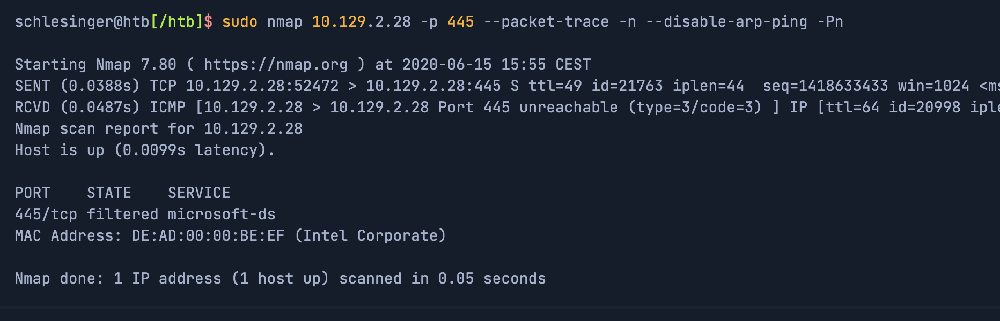 schlesinger@htb[/htb]$ sudo nmap 10.129.2.28 -p 445 --packet-trace -n --disable-arp-ping -Pn
Starting Nmap 7.80 ( https://nmap.org ) at 2020-06-15 15:55 CEST
SENT (0.0388s) TCP 10.129.2.28:52472 > 10.129.2.28:445 S ttl=49 id=21763 iplen=44  seq=1418633433 win=1024 <ms
RCVD (0.0487s) ICMP [10.129.2.28 > 10.129.2.28 Port 445 unreachable (type=3/code=3) ] IP [ttl=64 id=20998 iple
Nmap scan report for 10.129.2.28
Host is up (0.0099s latency).
PORT    STATE    SERVICE
445/tcp filtered microsoft-ds
MAC Address: DE:AD:00:00:BE:EF (Intel Corporate)
Nmap done: 1 IP address (1 host up) scanned in 0.05 seconds